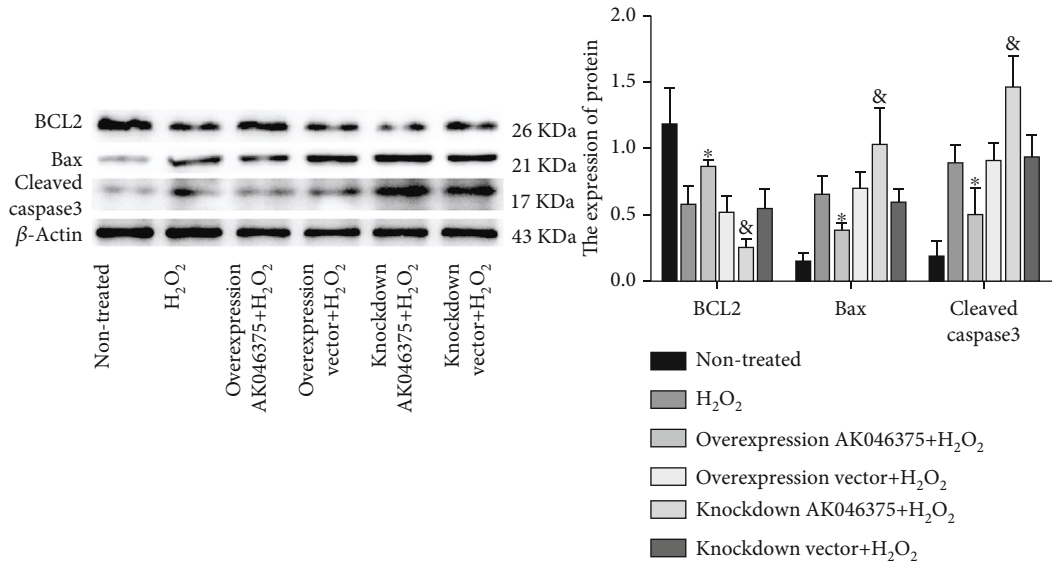 BCL2
26 KDa
Bax
21 KDa
Cleaved
caspase3
17 KDa
β-Actin
43 KDa
Non-treated
H₂O₂
Overexpression
AK046375+H₂O₂
Overexpression
vector+H₂O₂
Knockdown
AK046375+H₂O₂
Knockdown
vector+H₂O₂
The expression of protein
2.0
1.5
1.0
0.5
0.0
*
&
*
&
*
&
BCL2
Bax
Cleaved
caspase3
Non-treated
H₂O₂
Overexpression AK046375+H₂O₂
Overexpression vector+H₂O₂
Knockdown AK046375+H₂O₂
Knockdown vector+H₂O₂